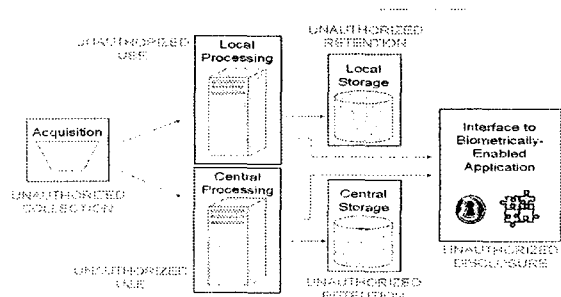 UNAUTHORIZED
USE
Local
Processing
UNAUTHORIZED
RETENTION
Local
Storage
Acquisition
UNAUTHORIZED
COLLECTION
Interface to
Biometrically-
Enabled
Application
UNAUTHORIZED
DISCLOSURE
Central
Processing
Central
Storage
UNAUTHORIZED
USE
UNAUTHORIZED
RETENTION